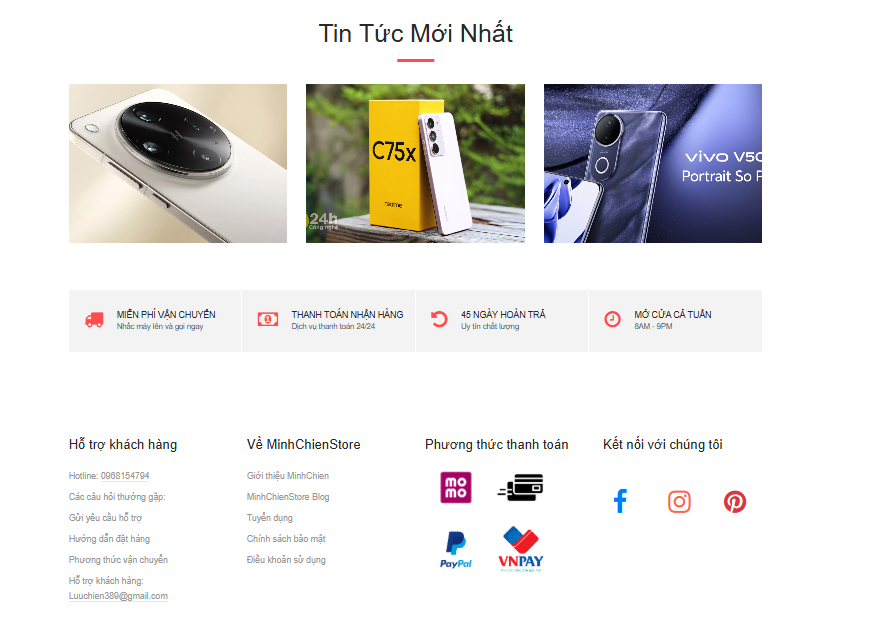 Tin Tức Mới Nhất
C75x
realme
24h
Công nghệ
vivo V50
Portrait So P
MIỄN PHÍ VẬN CHUYỂN
Nhấc máy lên và gọi ngay
THANH TOÁN NHẬN HÀNG
Dịch vụ thanh toán 24/24
45 NGÀY HOÀN TRẢ
Uy tín chất lượng
MỞ CỬA CẢ TUẦN
8AM - 9PM
Hỗ trợ khách hàng
Hotline: 0968154794
Các câu hỏi thường gặp:
Gửi yêu cầu hỗ trợ
Hướng dẫn đặt hàng
Phương thức vận chuyển
Hỗ trợ khách hàng:
Luuchien389@gmail.com
Về MinhChienStore
Giới thiệu MinhChien
MinhChienStore Blog
Tuyển dụng
Chính sách bảo mật
Điều khoản sử dụng
Phương thức thanh toán
mo
mo
PayPal
VNPAY
Kết nối với chúng tôi